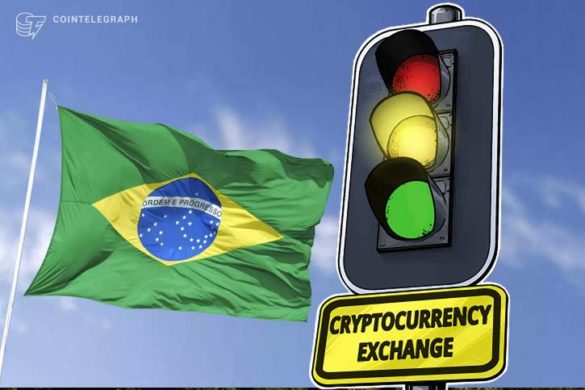 COINTELEGRAPH
ORDEM E PROGRESSO
CRYPTOCURRENCY
EXCHANGE